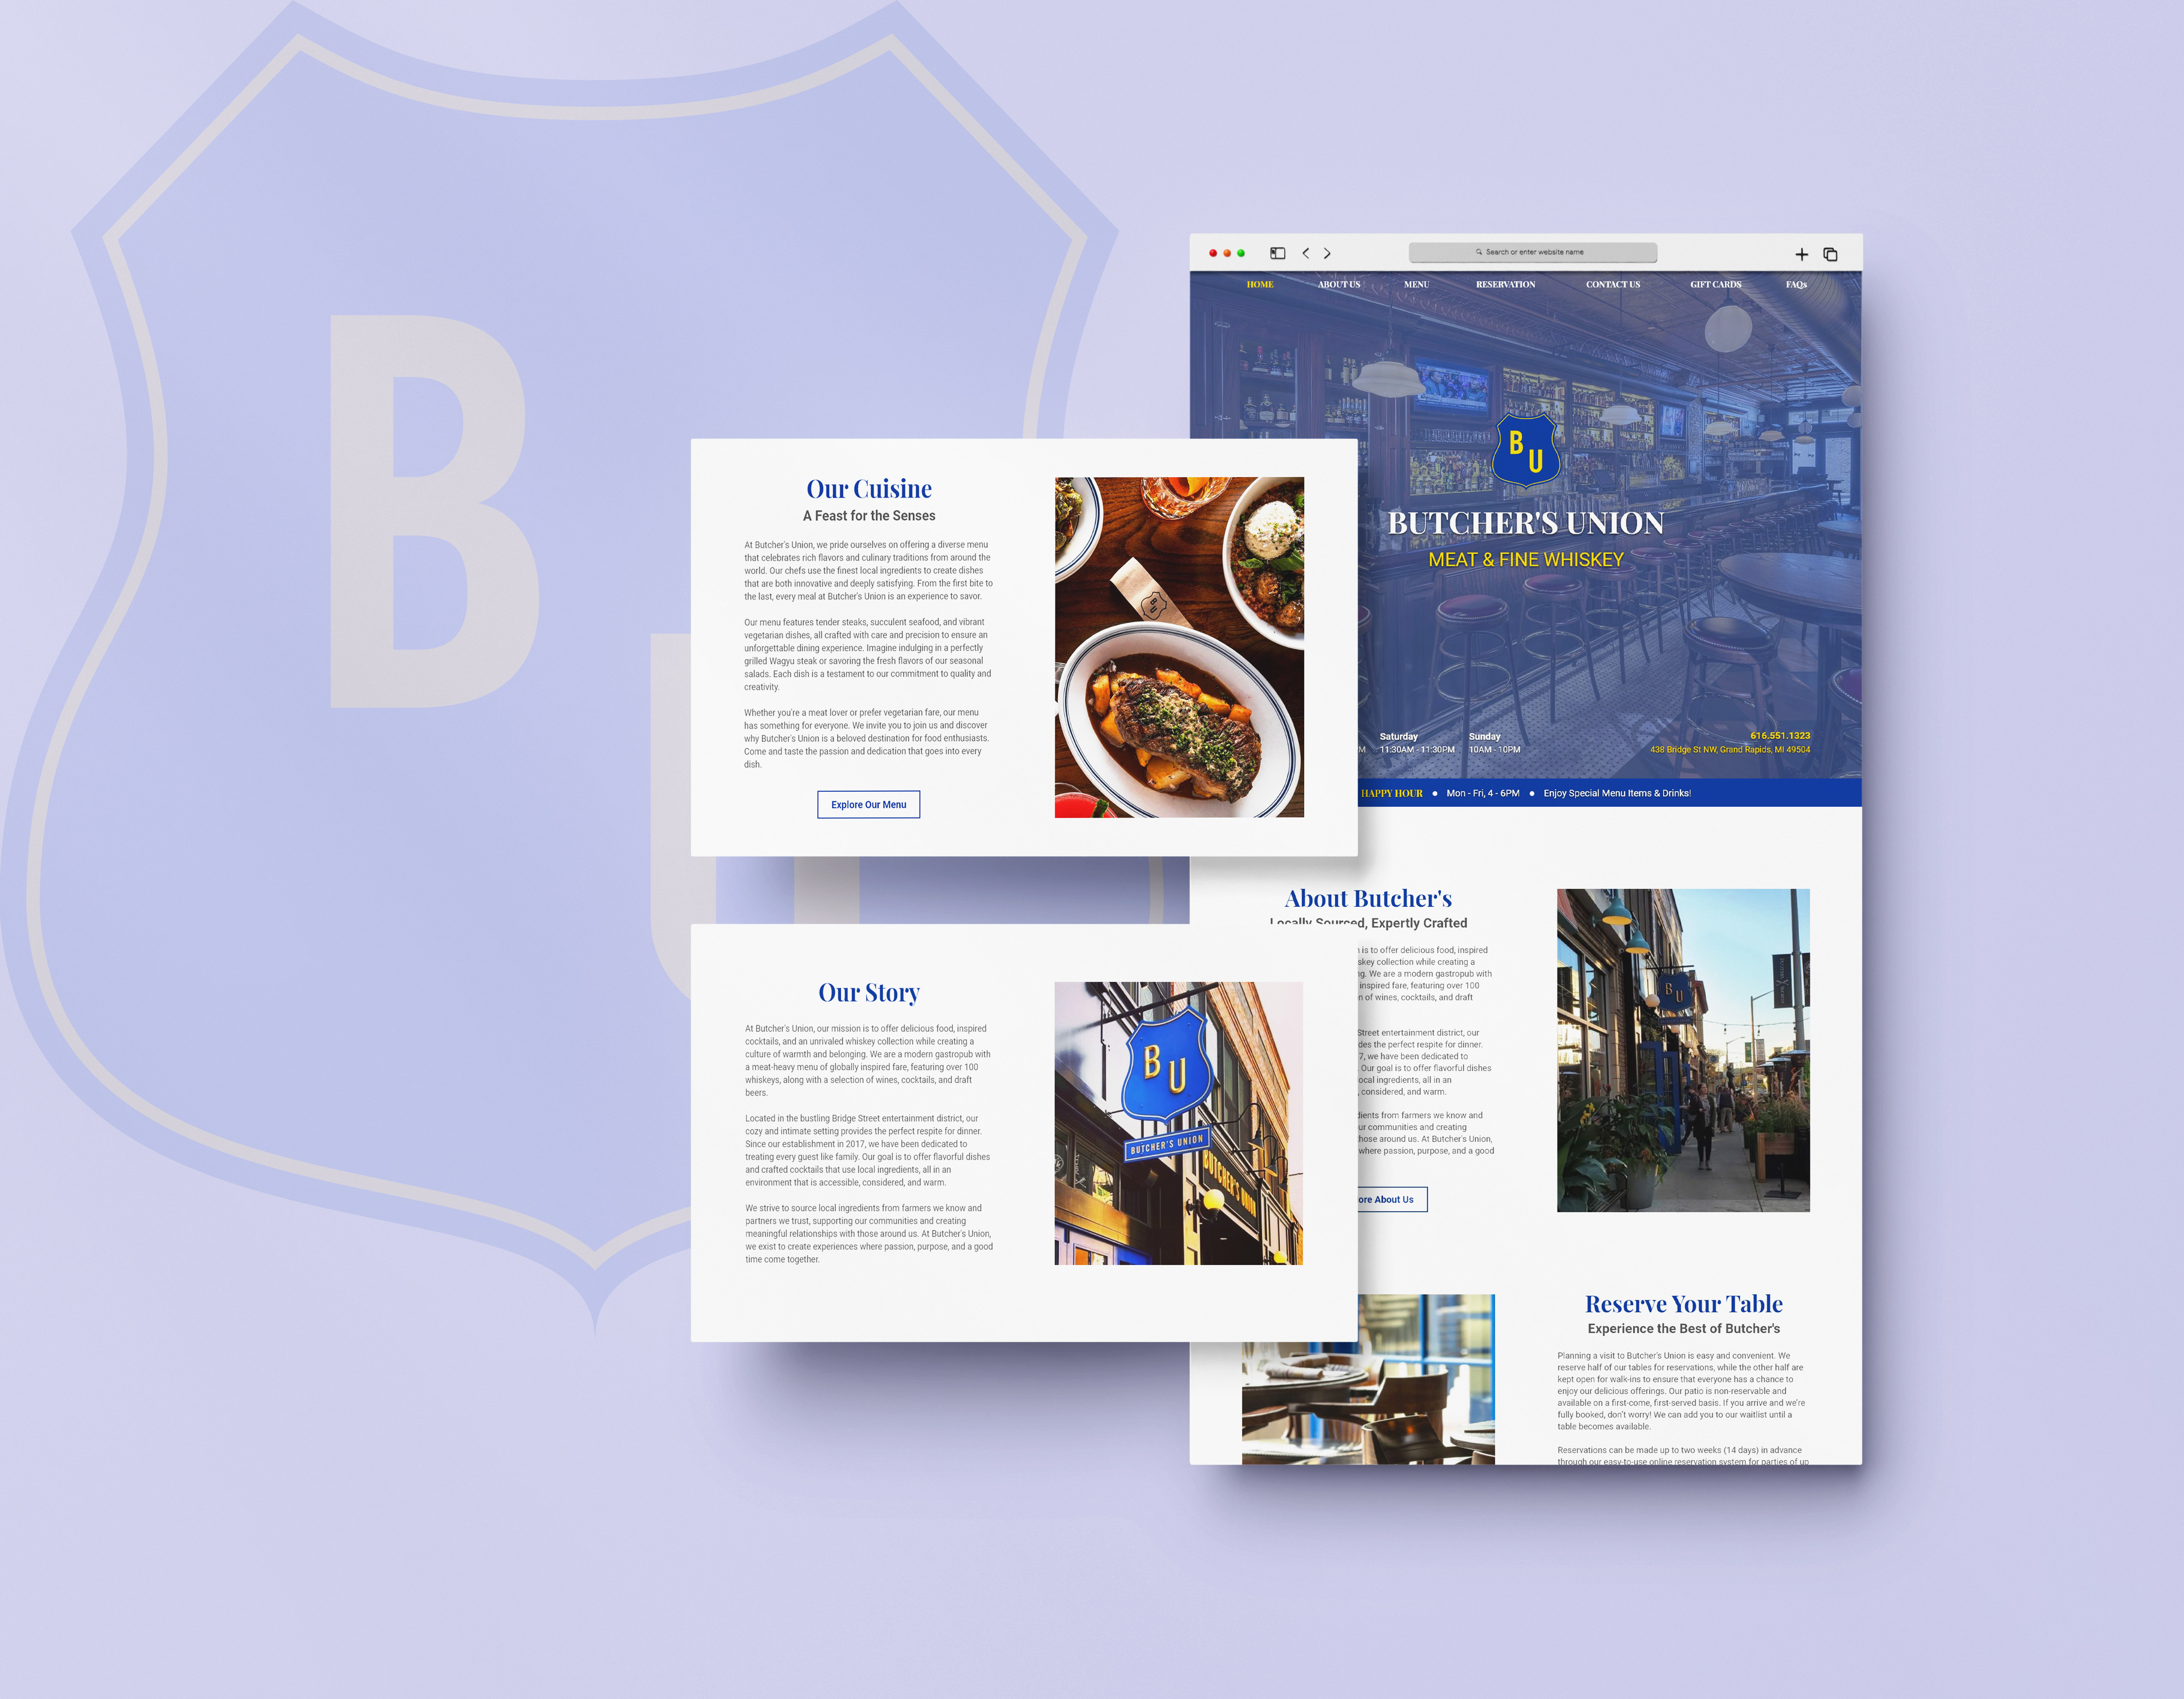 B
U
Search or enter website name
HOME ABOUT US MENU RESERVATION CONTACT US GIFT CARDS FAQs
B
U
BUTCHER'S UNION
MEAT & FINE WHISKEY
Saturday
11:30AM - 11:30PM
Sunday
10AM - 10PM
616.551.1323
438 Bridge St NW, Grand Rapids, MI 49504
HAPPY HOUR • Mon - Fri, 4 - 6PM • Enjoy Special Menu Items & Drinks!
Our Cuisine
A Feast for the Senses
At Butcher's Union, we pride ourselves on offering a diverse menu
that celebrates rich flavors and culinary traditions from around the
world. Our chefs use the finest local ingredients to create dishes
that are both innovative and deeply satisfying. From the first bite to
the last, every meal at Butcher's Union is an experience to savor.
Our menu features tender steaks, succulent seafood, and vibrant
vegetarian dishes, all crafted with care and precision to ensure an
unforgettable dining experience. Imagine indulging in a perfectly
grilled Wagyu steak or savoring the fresh flavors of our seasonal
salads. Each dish is a testament to our commitment to quality and
creativity.
Whether you're a meat lover or prefer vegetarian fare, our menu
has something for everyone. We invite you to join us and discover
why Butcher's Union is a beloved destination for food enthusiasts.
Come and taste the passion and dedication that goes into every
dish.
Explore Our Menu
B
U
Our Story
At Butcher's Union, our mission is to offer delicious food, inspired
cocktails, and an unrivaled whiskey collection while creating a
culture of warmth and belonging. We are a modern gastropub with
a meat-heavy menu of globally inspired fare, featuring over 100
whiskeys, along with a selection of wines, cocktails, and draft
beers.
Located in the bustling Bridge Street entertainment district, our
cozy and intimate setting provides the perfect respite for dinner.
Since our establishment in 2017, we have been dedicated to
treating every guest like family. Our goal is to offer flavorful dishes
and crafted cocktails that use local ingredients, all in an
environment that is accessible, considered, and warm.
We strive to source local ingredients from farmers we know and
partners we trust, supporting our communities and creating
meaningful relationships with those around us. At Butcher's Union,
we exist to create experiences where passion, purpose, and a good
time come together.
B
U
BUTCHER'S UNION
BUTCHER'S UNION
About Butcher's
Locally Sourced, Expertly Crafted
is to offer delicious food, inspired
skey collection while creating a
ng. We are a modern gastropub with
inspired fare, featuring over 100
n of wines, cocktails, and draft
Street entertainment district, our
des the perfect respite for dinner.
7, we have been dedicated to
Our goal is to offer flavorful dishes
ocal ingredients, all in an
, considered, and warm.
dients from farmers we know and
ur communities and creating
hose around us. At Butcher's Union,
where passion, purpose, and a good
ore About Us
B
U
Reserve Your Table
Experience the Best of Butcher's
Planning a visit to Butcher's Union is easy and convenient. We
reserve half of our tables for reservations, while the other half are
kept open for walk-ins to ensure that everyone has a chance to
enjoy our delicious offerings. Our patio is non-reservable and
available on a first-come, first-served basis. If you arrive and we're
fully booked, don't worry! We can add you to our waitlist until a
table becomes available.
Reservations can be made up to two weeks (14 days) in advance
through our easy-to-use online reservation system for parties of up